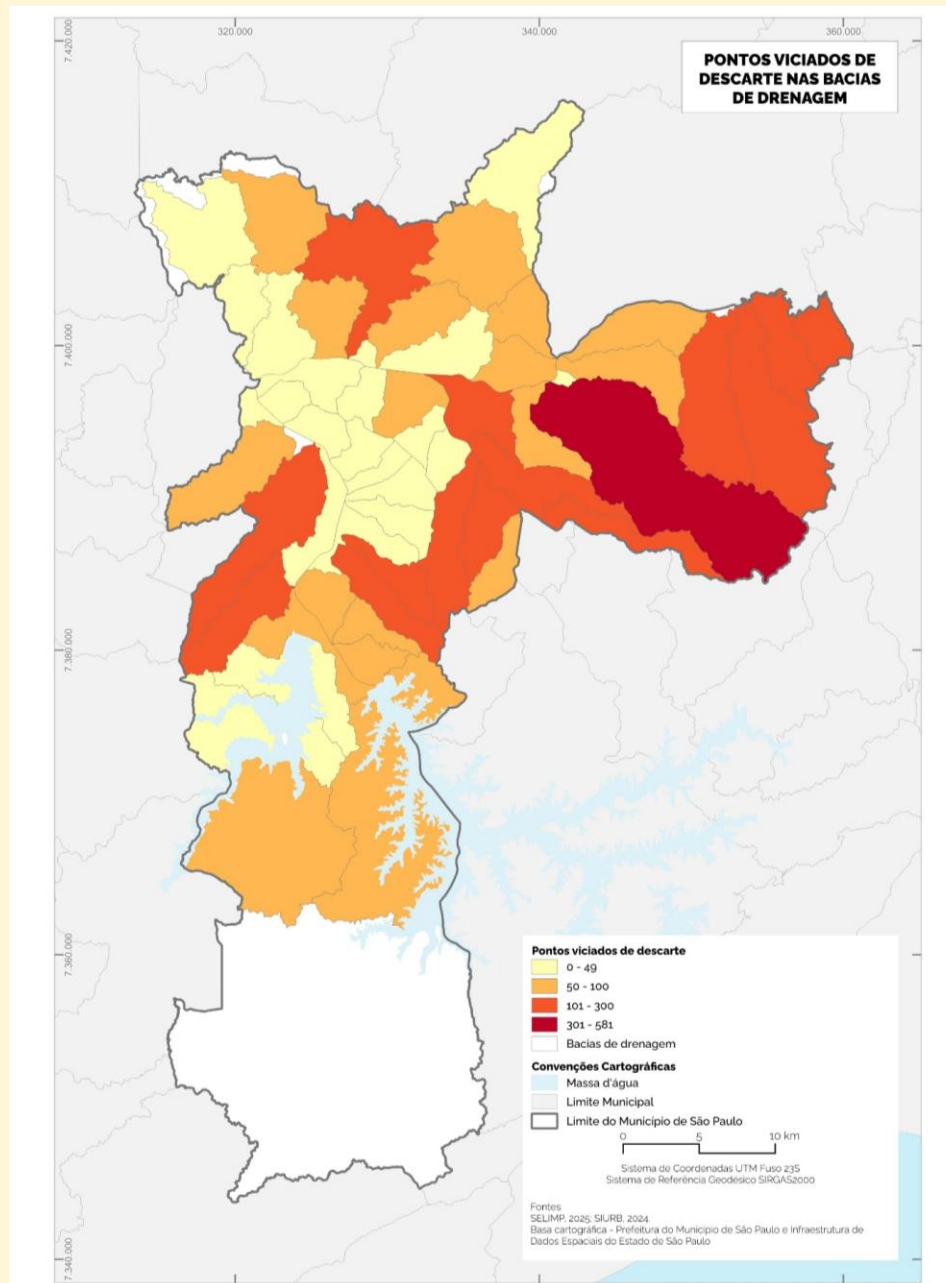 320.000
340.000
360.000
7.420.000
7.400.000
7.380.000
7.360.000
7.340.000
PONTOS VICIADOS DE
DESCARTE NAS BACIAS
DE DRENAGEM
Pontos viciados de descarte
0 - 49
50 - 100
101 - 300
301 - 581
Bacias de drenagem
Convenções Cartográficas
Massa d'água
Limite Municipal
Limite do Município de São Paulo
0 5 10 km
Sistema de Coordenadas UTM Fuso 23S
Sistema de Referência Geodésico SIRGAS2000
Fontes
SELIMP, 2025; SIURB, 2024.
Basa cartográfica - Prefeitura do Município de São Paulo e Infraestrutura de
Dados Espaciais do Estado de São Paulo